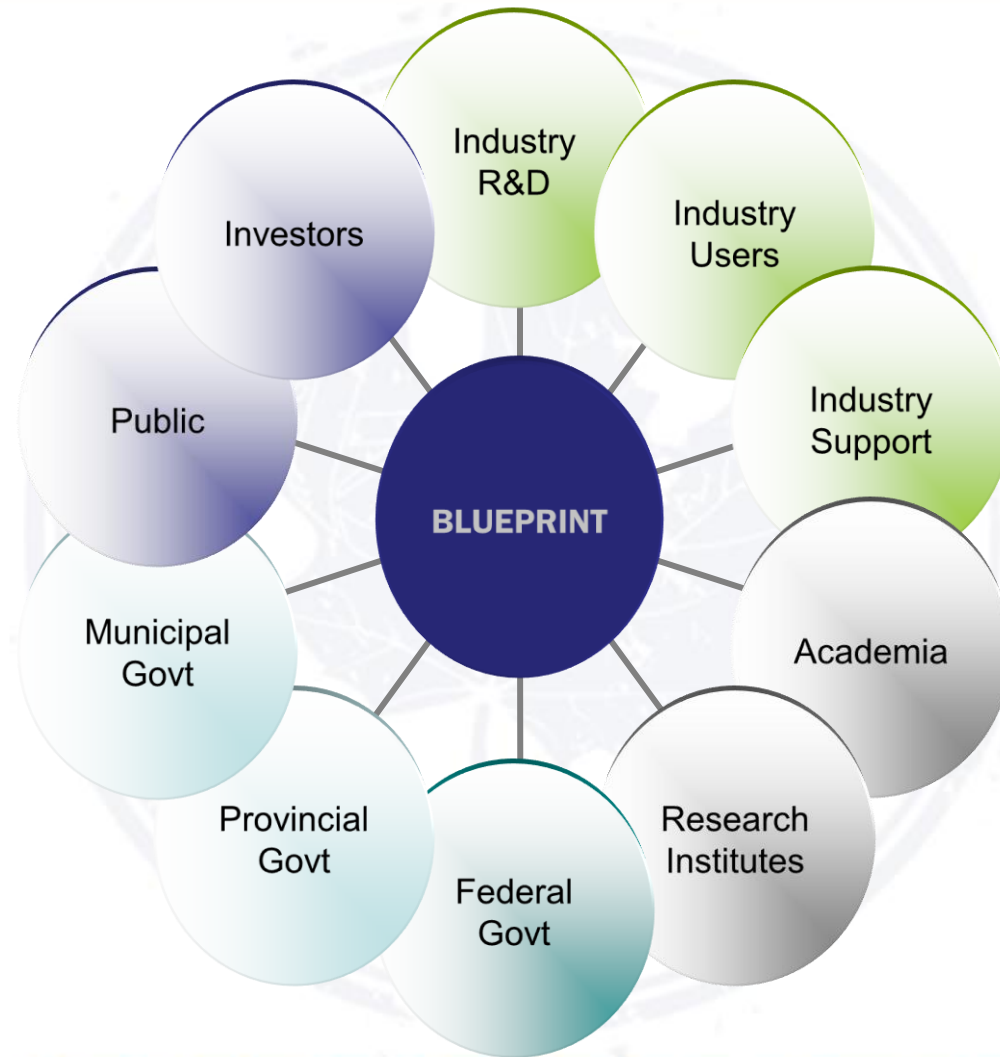 Industry
R&D
Industry
Users
Industry
Support
Academia
Research
Institutes
Federal
Govt
Provincial
Govt
Municipal
Govt
Public
Investors
BLUEPRINT